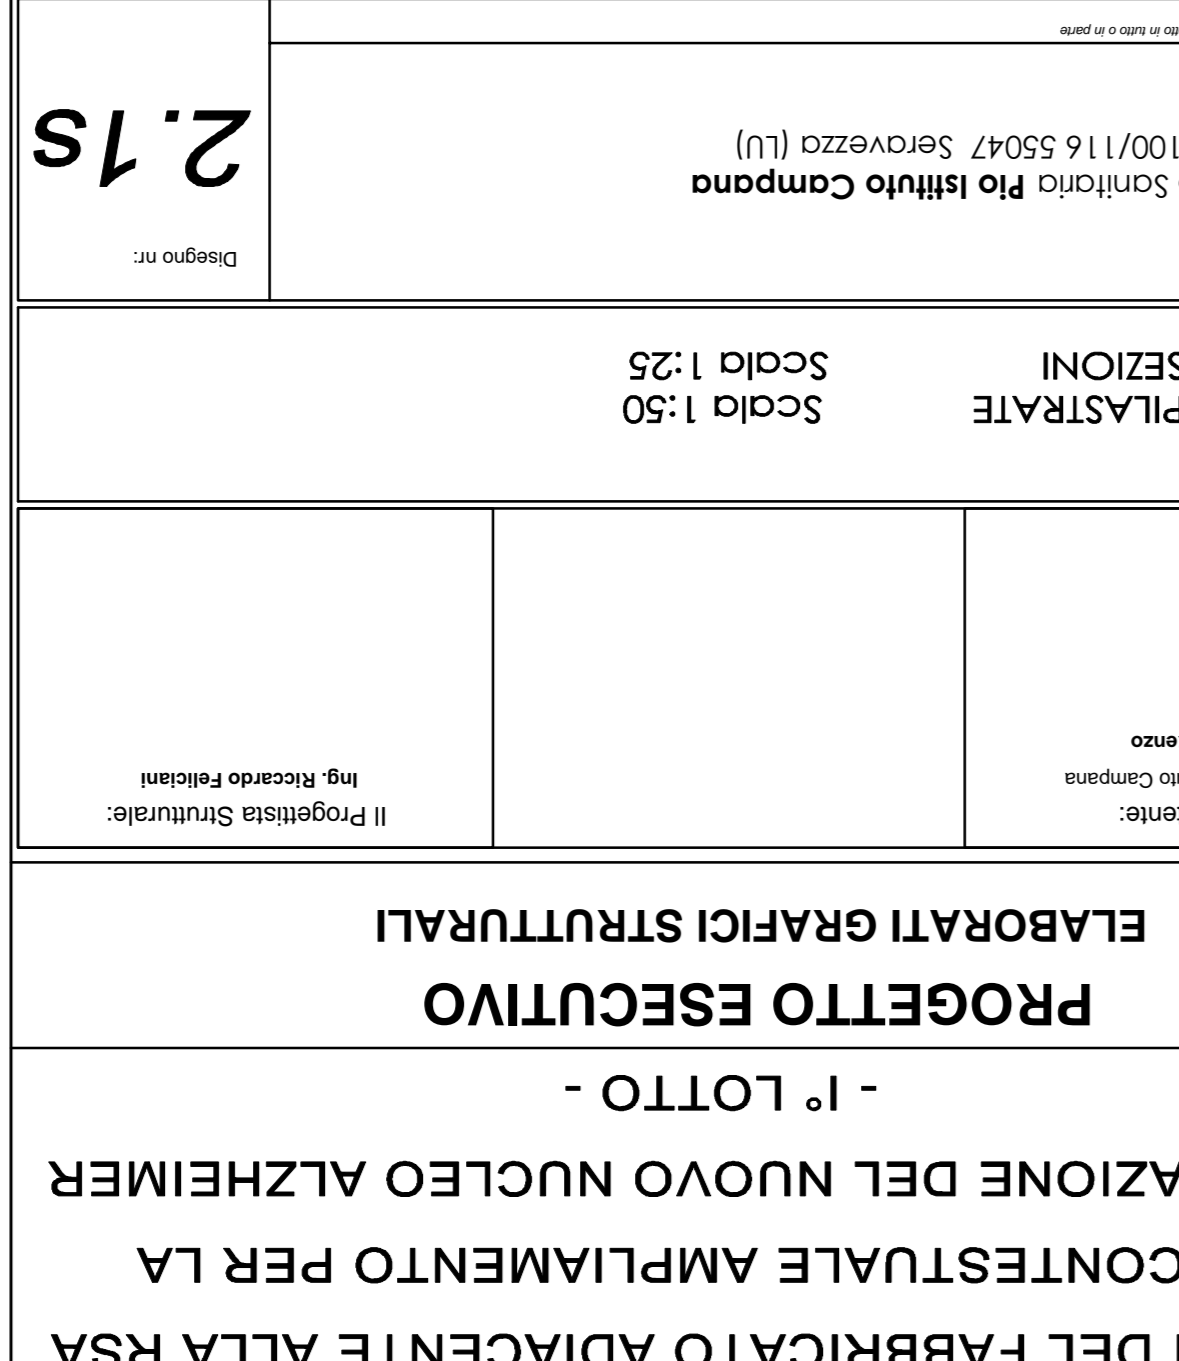 DEL FABBRICATO ADIACENTE ALLA RSA
CONTESTUALE AMPLIAMENTO PER LA
AZIONE DEL NUOVO NUCLEO ALZHEIMER
- I° LOTTO -
PROGETTO ESECUTIVO
ELABORATI GRAFICI STRUTTURALI
Il Progettista Strutturale:
Ing. Riccardo Feliciani
ente:
Campana
enzo
PILASTRATE Scala 1:50
SEZIONI Scala 1:25
Disegno nr:
2.1s
Sanitaria Pio Istituto Campana
100/116 55047 Seravezza (LU)
in tutto o in parte